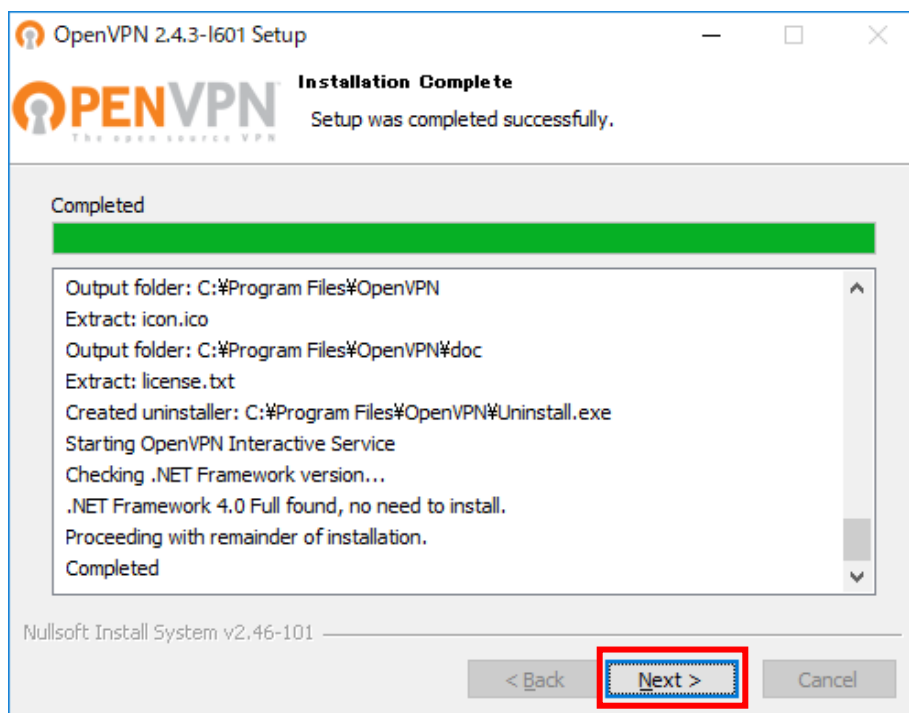 OpenVPN 2.4.3-I601 Setup
OPENVPN
The open source VPN
Installation Complete
Setup was completed successfully.
Completed
Output folder: C:¥Program Files¥OpenVPN
Extract: icon.ico
Output folder: C:¥Program Files¥OpenVPN¥doc
Extract: license.txt
Created uninstaller: C:¥Program Files¥OpenVPN¥Uninstall.exe
Starting OpenVPN Interactive Service
Checking .NET Framework version...
.NET Framework 4.0 Full found, no need to install.
Proceeding with remainder of installation.
Completed
Nullsoft Install System v2.46-101
< Back Next > Cancel